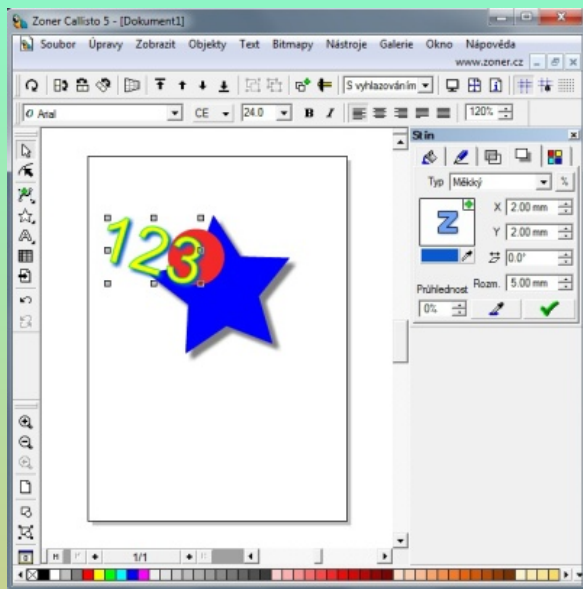 Zoner Callisto 5 - [Dokument1]
Soubor Úpravy Zobrazit Objekty Text Bitmapy Nástroje Galerie Okno Nápověda
www.zoner.cz
S vyhlazováním
Arial CE 24.0 B I 120%
Stín
Typ Měkký
X 2.00 mm
Y 2.00 mm
0.0°
Průhlednost Rozm. 5.00 mm
0%
123
1/1